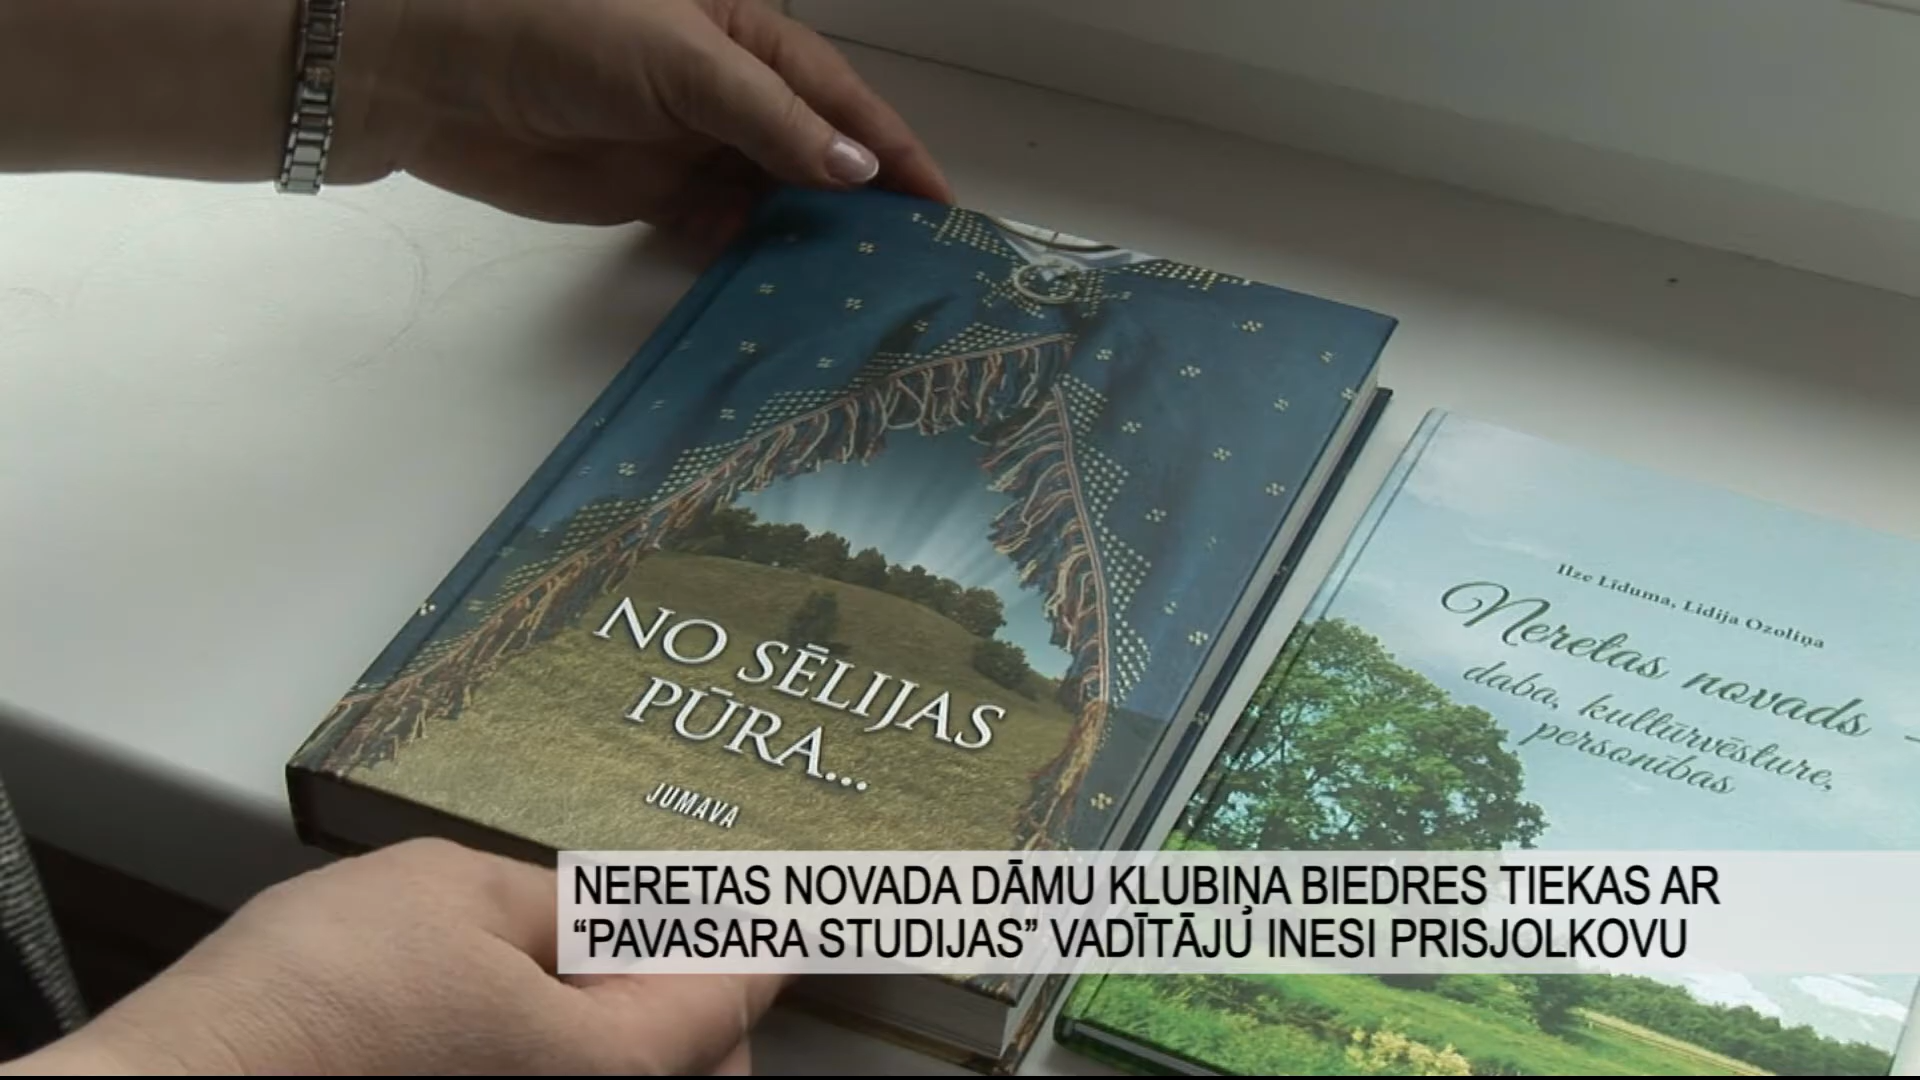 NO SĒLIJAS
PŪRA...
JUMAVA
Ilze Līduma, Lidija Ozoliņa
Neretas novads –
daba, kultūrvēsture,
personības
NERETAS NOVADA DĀMU KLUBIŅA BIEDRES TIEKAS AR
“PAVASARA STUDIJAS” VADĪTĀJU INESI PRISJOLKOVU